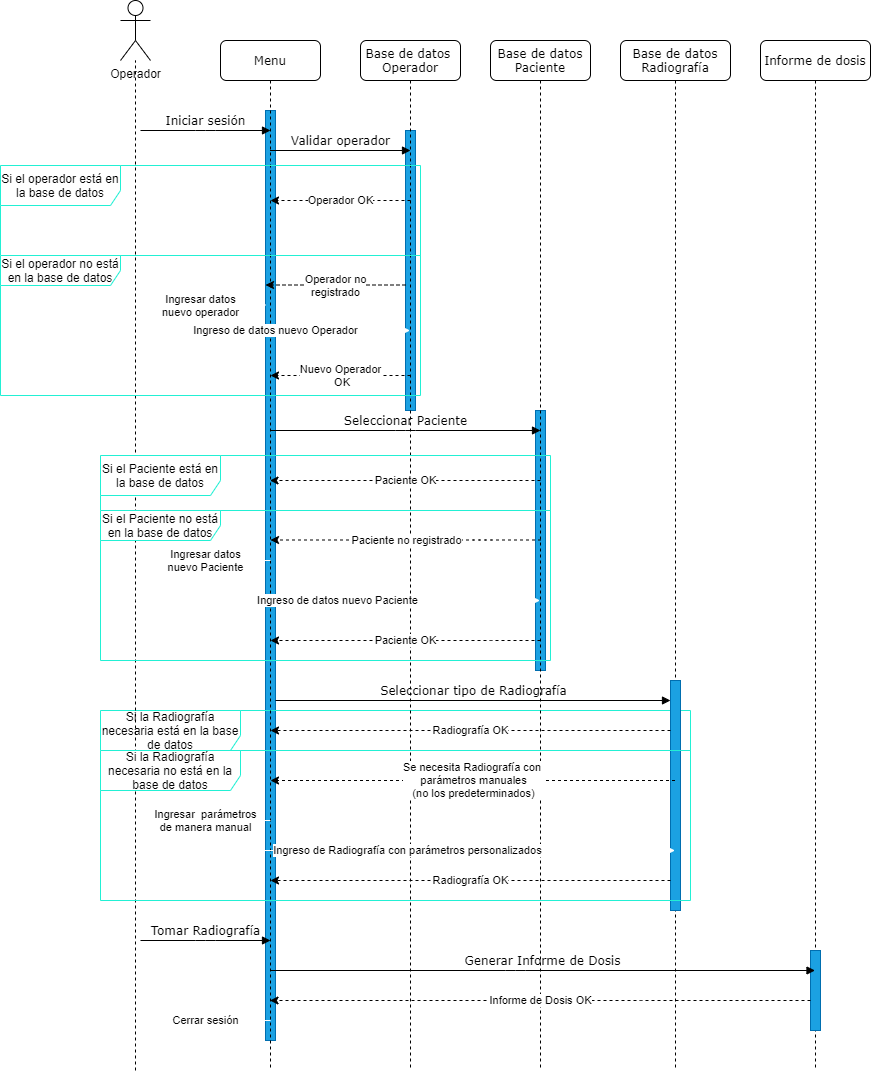 Operador
Menu
Base de datos
Operador
Base de datos
Paciente
Base de datos
Radiografía
Informe de dosis
Iniciar sesión
Validar operador
Si el operador está en
la base de datos
Operador OK
Si el operador no está
en la base de datos
Operador no
registrado
Ingresar datos
nuevo operador
Ingreso de datos nuevo Operador
Nuevo Operador
OK
Seleccionar Paciente
Si el Paciente está en
la base de datos
Paciente OK
Si el Paciente no está
en la base de datos
Paciente no registrado
Ingresar datos
nuevo Paciente
Ingreso de datos nuevo Paciente
Paciente OK
Seleccionar tipo de Radiografía
Si la Radiografía
necesaria está en la base
de datos
Radiografía OK
Si la Radiografía
necesaria no está en la
base de datos
Se necesita Radiografía con
parámetros manuales
(no los predeterminados)
Ingresar parámetros
de manera manual
Ingreso de Radiografía con parámetros personalizados
Radiografía OK
Tomar Radiografía
Generar Informe de Dosis
Informe de Dosis OK
Cerrar sesión